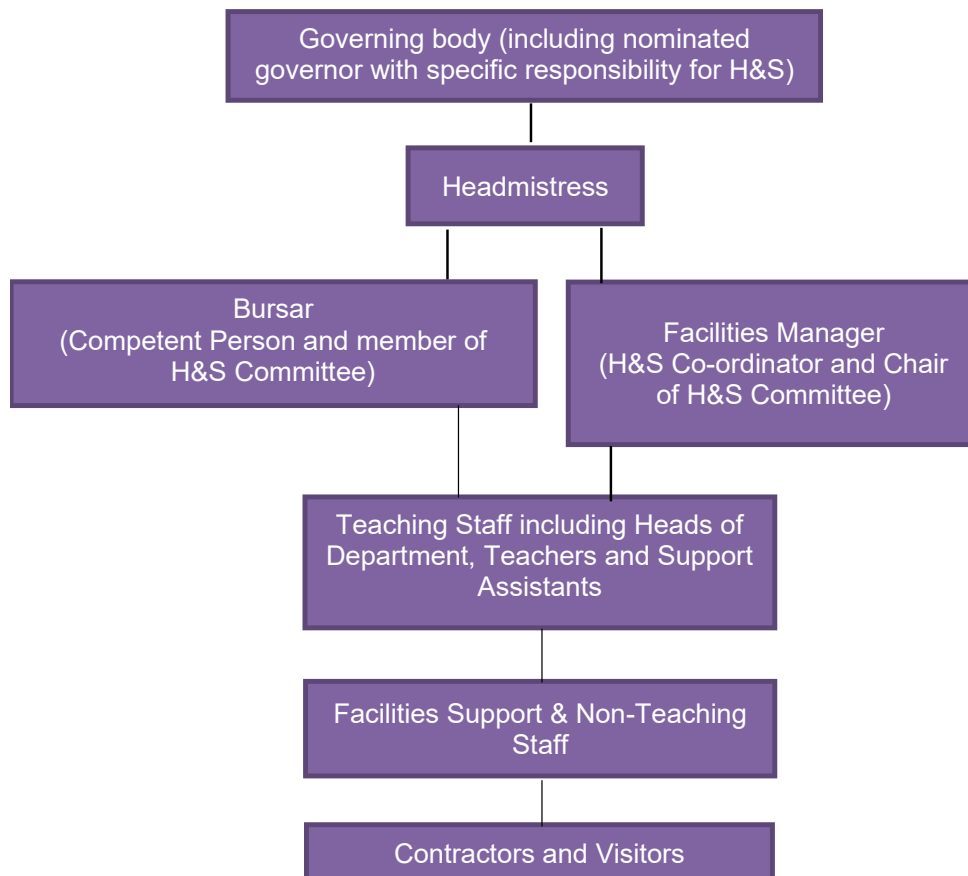 Governing body (including nominated
governor with specific responsibility for H&S)
Headmistress
Bursar
(Competent Person and member of
H&S Committee)
Facilities Manager
(H&S Co-ordinator and Chair
of H&S Committee)
Teaching Staff including Heads of
Department, Teachers and Support
Assistants
Facilities Support & Non-Teaching
Staff
Contractors and Visitors